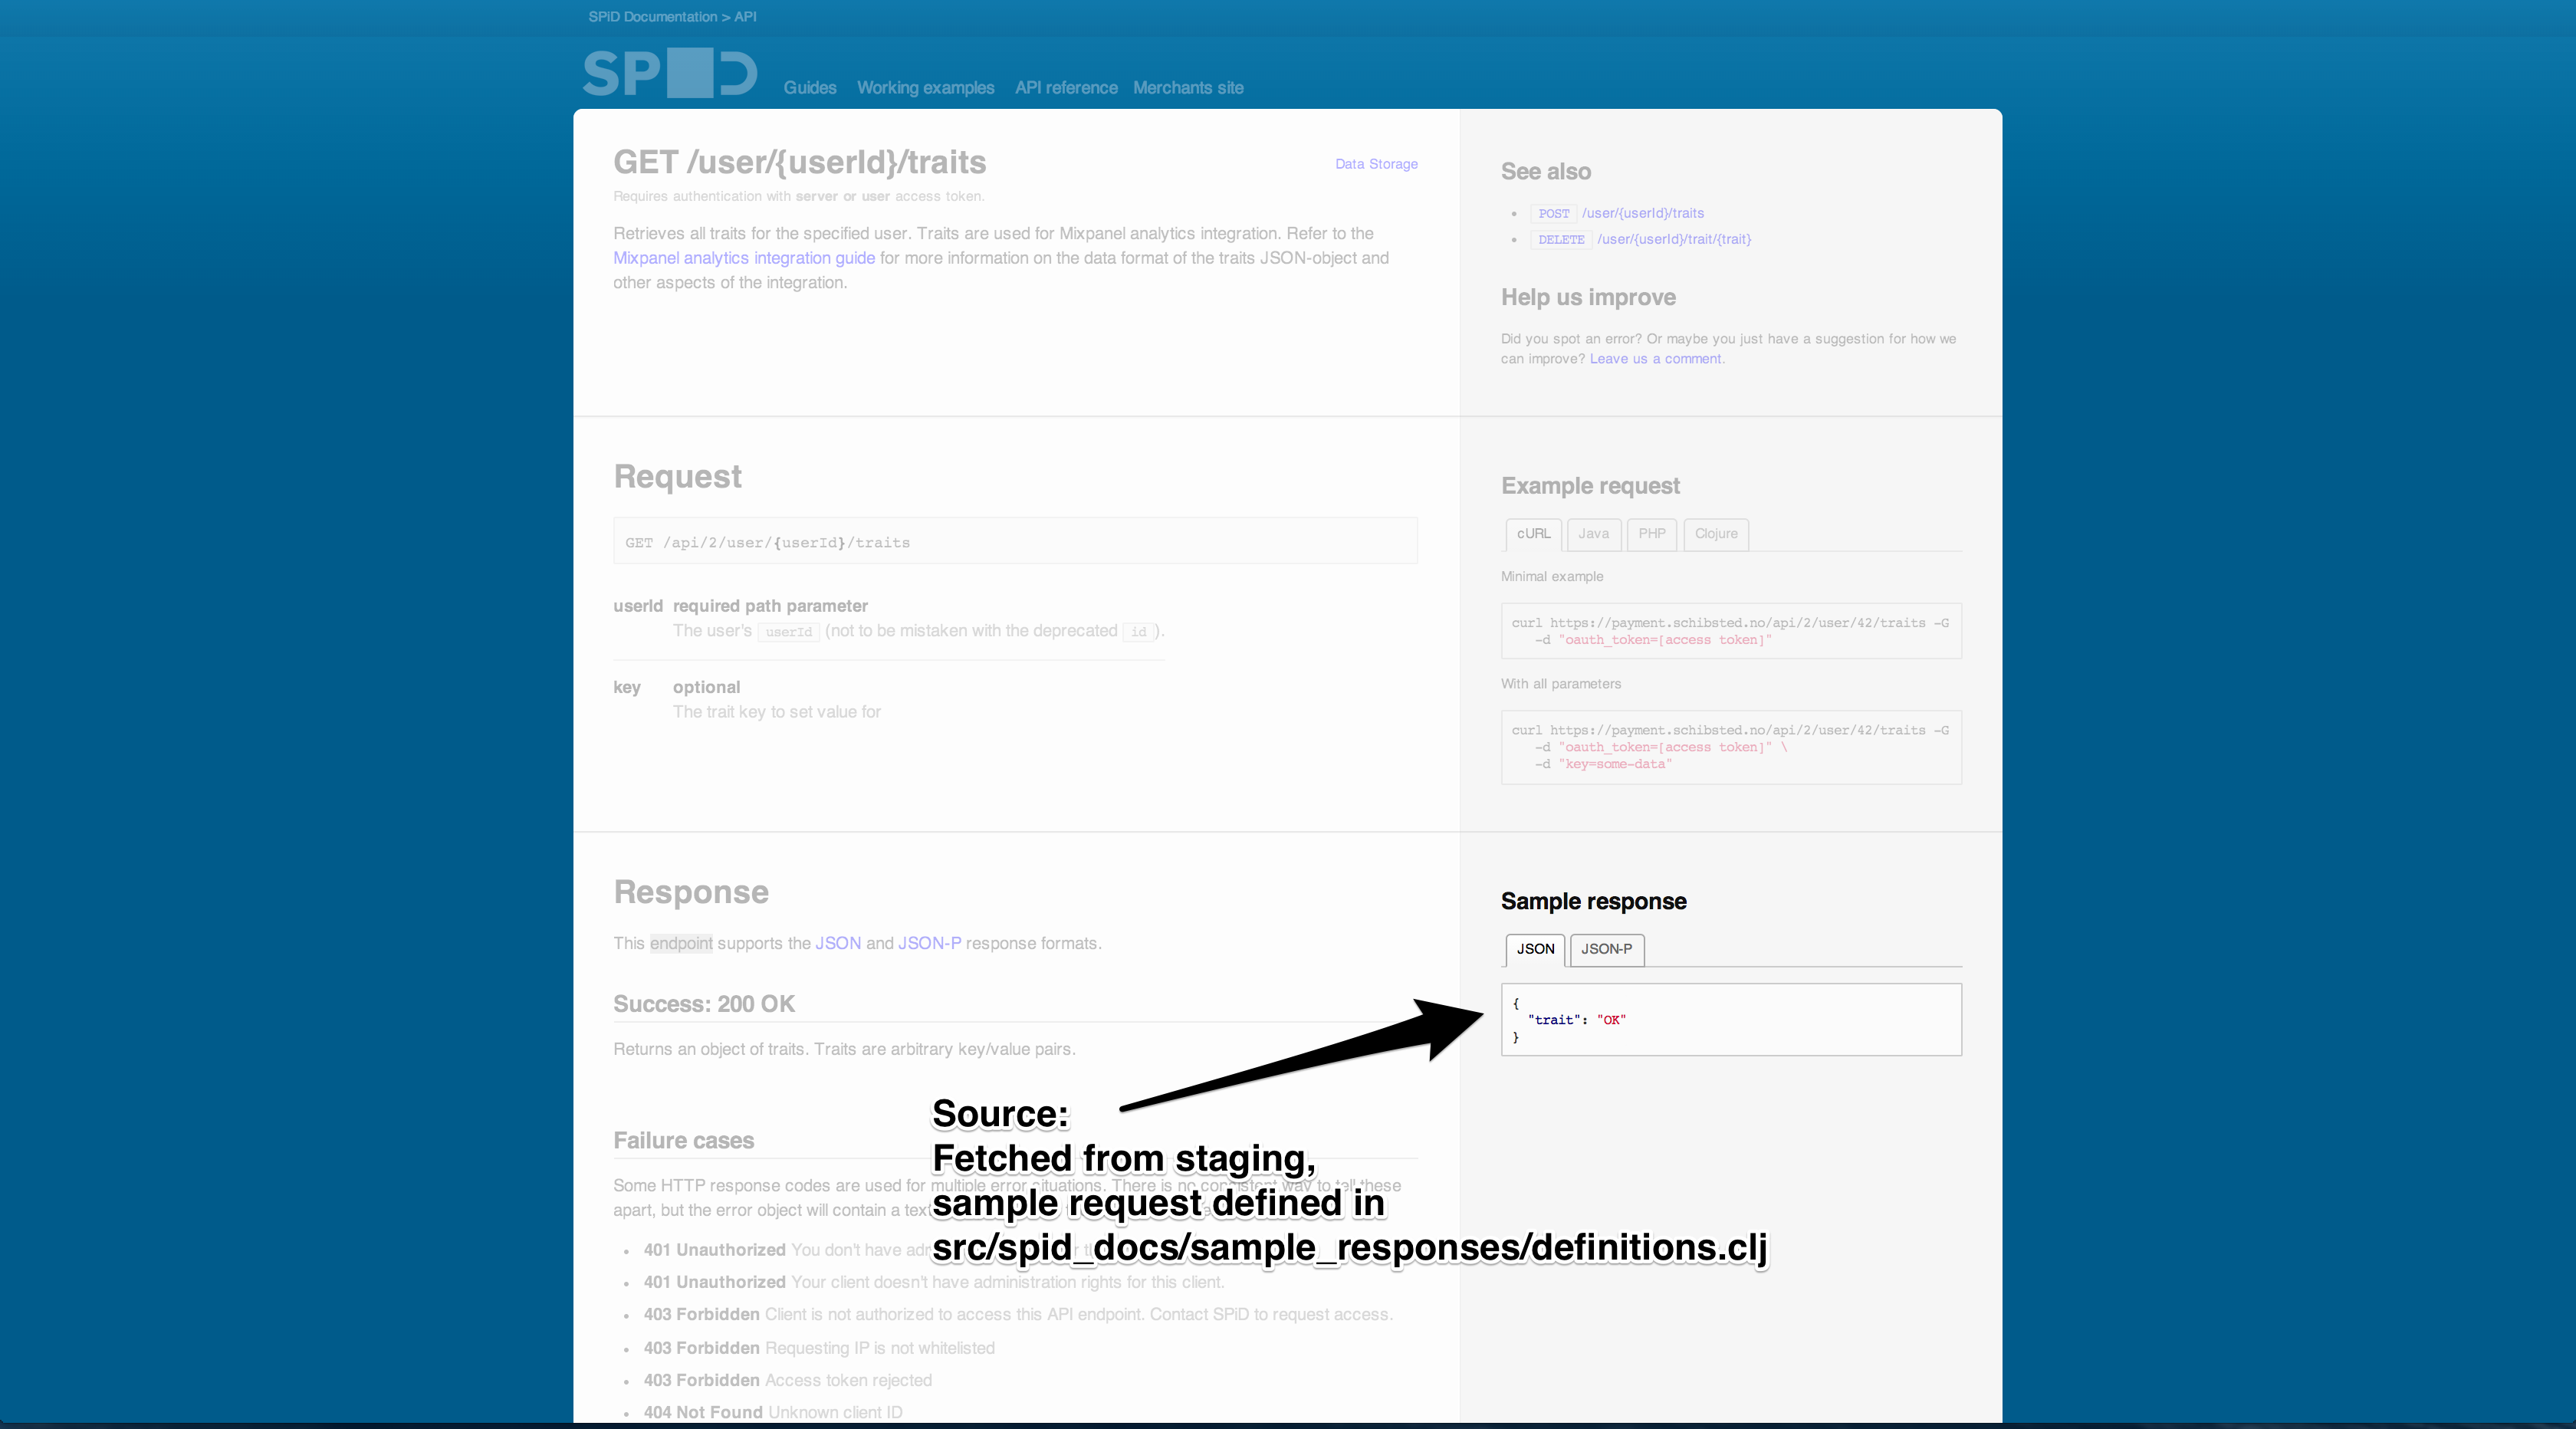 SPiD Documentation > API
SPiD
Guides Working examples API reference Merchants site
GET /user/{userId}/traits
Data Storage
Requires authentication with server or user access token.
Retrieves all traits for the specified user. Traits are used for Mixpanel analytics integration. Refer to the
Mixpanel analytics integration guide for more information on the data format of the traits JSON-object and
other aspects of the integration.
See also
• POST /user/{userId}/traits
• DELETE /user/{userId}/trait/{trait}
Help us improve
Did you spot an error? Or maybe you just have a suggestion for how we
can improve? Leave us a comment.
Request
GET /api/2/user/{userId}/traits
userId required path parameter
The user's userId (not to be mistaken with the deprecated id ).
key optional
The trait key to set value for
Example request
cURL Java PHP Clojure
Minimal example
curl https://payment.schibsted.no/api/2/user/42/traits -G
-d "oauth_token=[access token]"
With all parameters
curl https://payment.schibsted.no/api/2/user/42/traits -G
-d "oauth_token=[access token]" \
-d "key=some-data"
Response
This endpoint supports the JSON and JSON-P response formats.
Success: 200 OK
Returns an object of traits. Traits are arbitrary key/value pairs.
Failure cases
Some HTTP response codes are used for multiple error situations. There is no consistent way to tell these
apart, but the error object will contain a
• 401 Unauthorized You don't have
• 401 Unauthorized Your client doesn't have administration rights for this client.
• 403 Forbidden Client is not authorized to access this API endpoint. Contact SPiD to request access.
• 403 Forbidden Requesting IP is not whitelisted
• 403 Forbidden Access token rejected
• 404 Not Found Unknown client ID
Sample response
JSON JSON-P
{
"trait": "OK"
}
Source:
Fetched from staging,
sample request defined in
src/spid_docs/sample_responses/definitions.clj